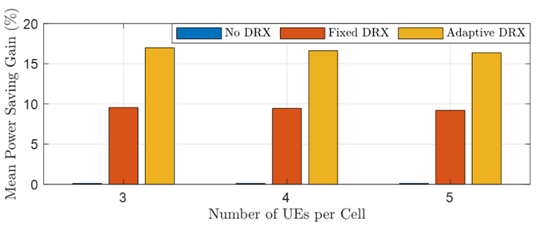 No DRX Fixed DRX Adaptive DRX
Mean Power Saving Gain (%)
20
15
10
5
0
3 4 5
Number of UEs per Cell